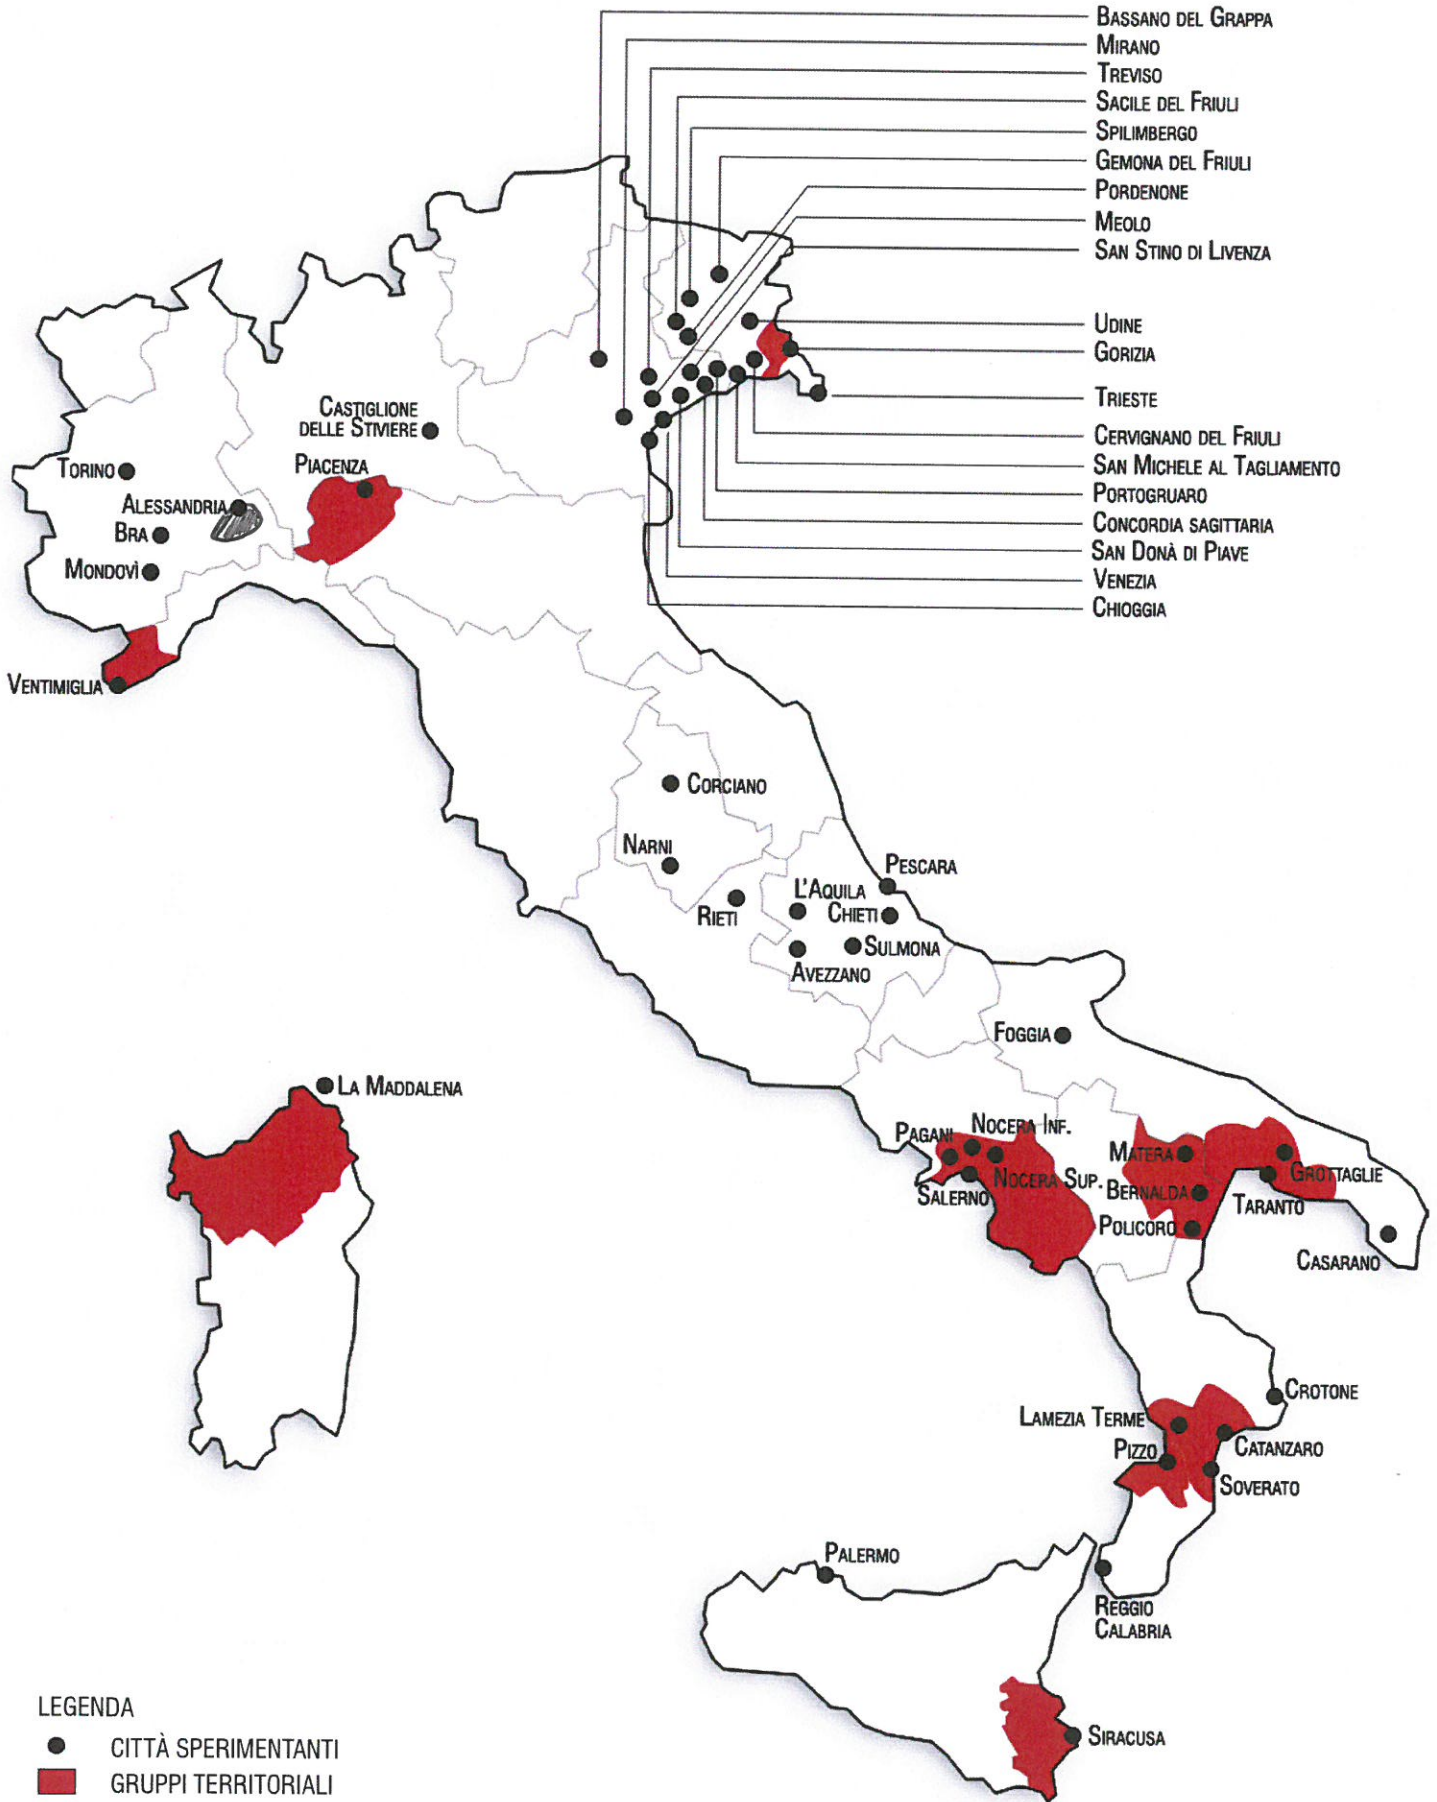 BASSANO DEL GRAPPA
MIRANO
TREVISO
SACILE DEL FRIULI
SPILIMBERGO
GEMONA DEL FRIULI
PORDENONE
MEOLO
SAN STINO DI LIVENZA
UDINE
GORIZIA
TRIESTE
CERVIGNANO DEL FRIULI
SAN MICHELE AL TAGLIAMENTO
PORTOGRUARO
CONCORDIA SAGITTARIA
SAN DONÀ DI PIAVE
VENEZIA
CHIOGGIA
CASTIGLIONE
DELLE STIVIERE
TORINO
PIACENZA
ALESSANDRIA
BRA
MONDOVÌ
VENTIMIGLIA
CORCIANO
NARNI
RIETI
PESCARA
L'AQUILA
CHIETI
SULMONA
AVEZZANO
FOGGIA
LA MADDALENA
PAGANI
NOCERA INF.
NOCERA SUP.
SALERNO
MATERA
BERNALDA
POLICORO
GROTTAGLIE
TARANTO
CASARANO
CROTONE
LAMEZIA TERME
PIZZO
CATANZARO
SOVERATO
PALERMO
REGGIO
CALABRIA
SIRACUSA
LEGENDA
CITTÀ SPERIMENTANTI
GRUPPI TERRITORIALI